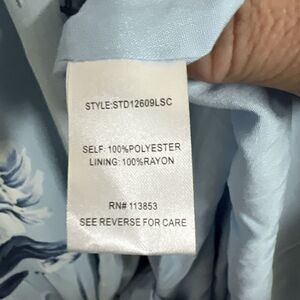 STYLE:STD12609LSC
SELF: 100%POLYESTER
LINING: 100%RAYON
RN# 113853
SEE REVERSE FOR CARE